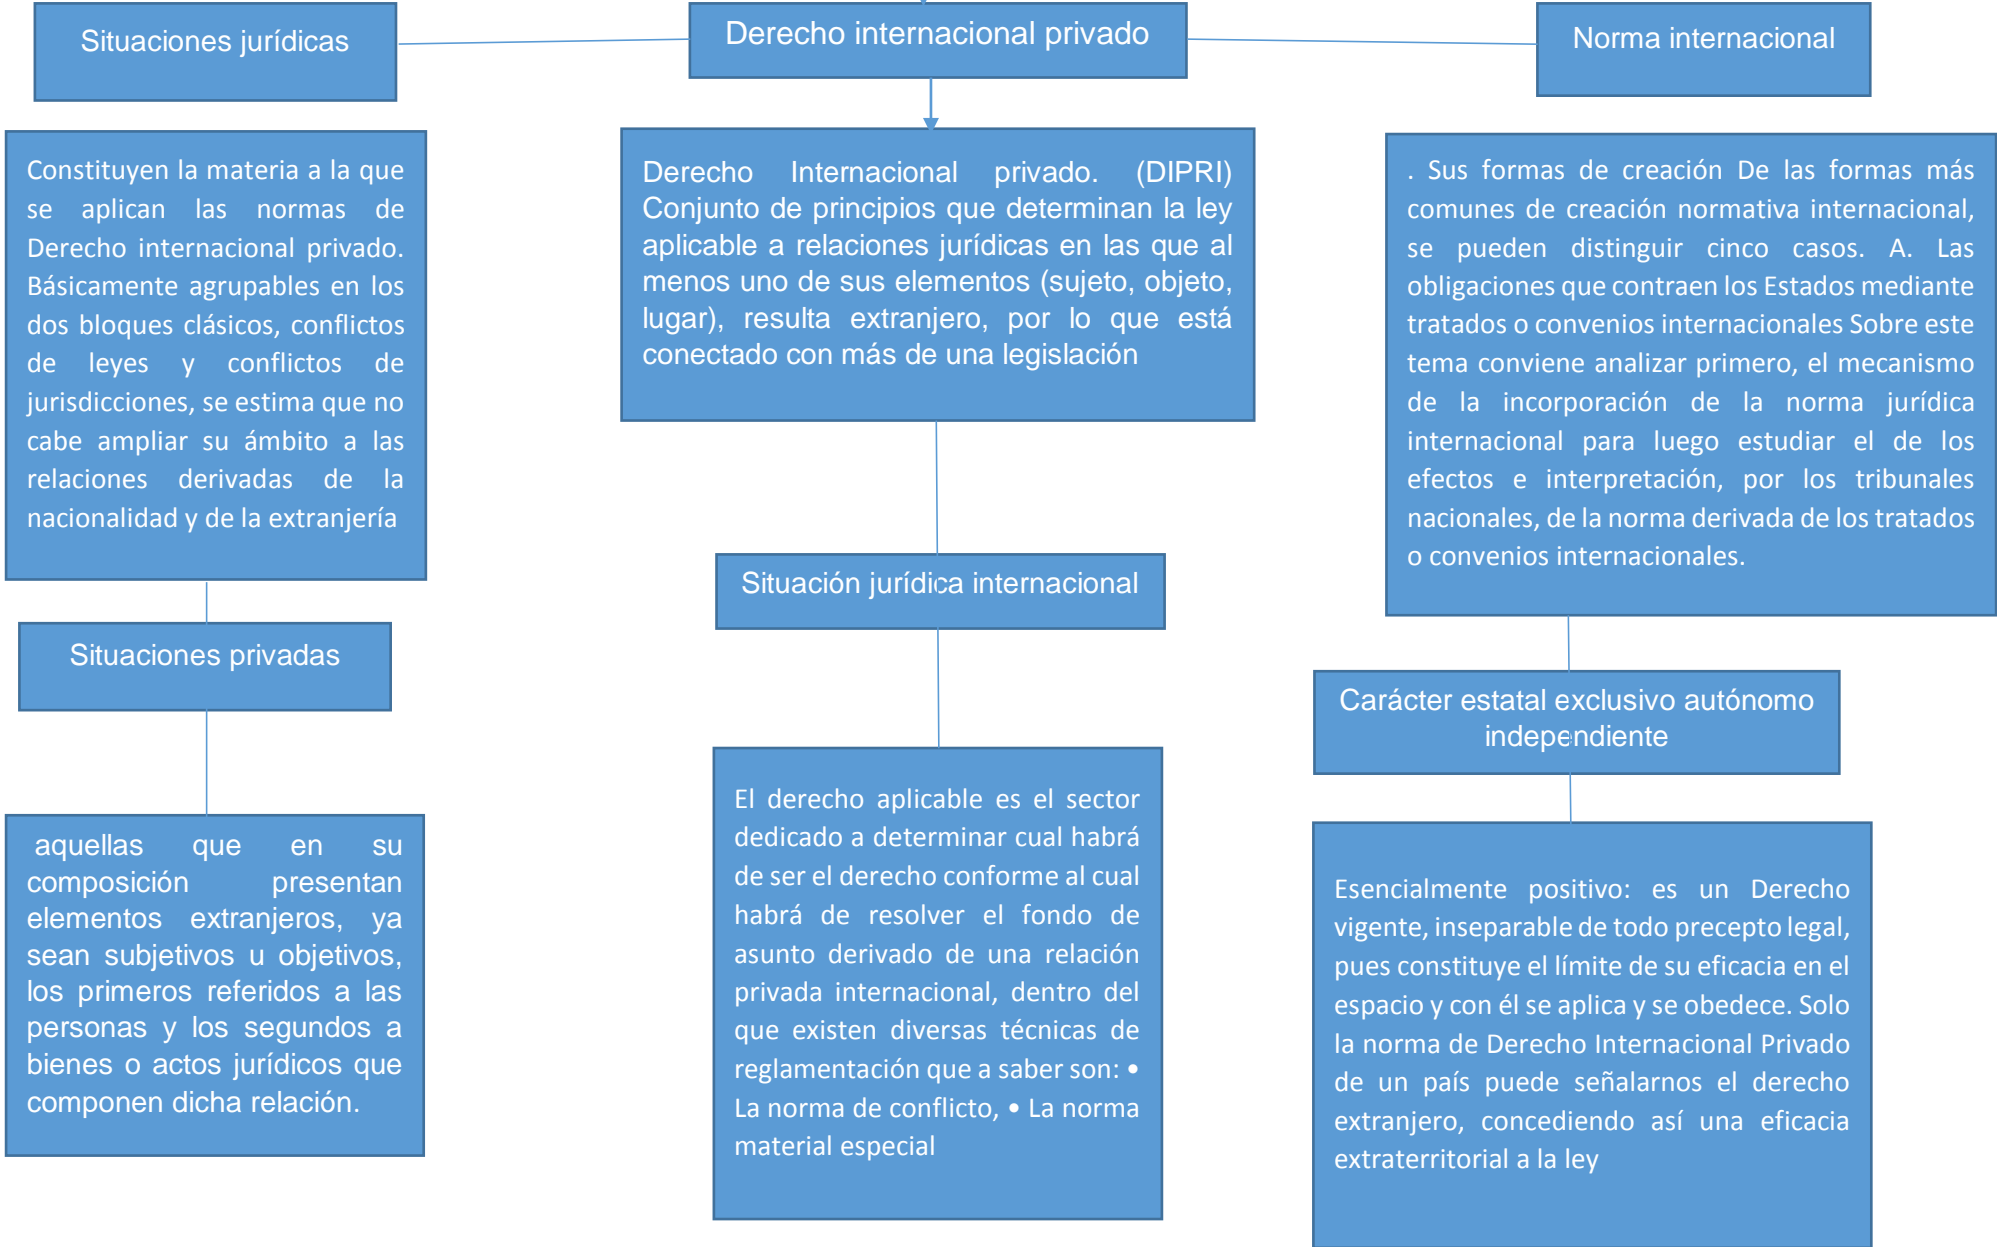 Situaciones jurídicas
Derecho internacional privado
Norma internacional
Constituyen la materia a la que
se aplican las normas de
Derecho internacional privado.
Básicamente agrupables en los
dos bloques clásicos, conflictos
de leyes y conflictos de
jurisdicciones, se estima que no
cabe ampliar su ámbito a las
relaciones derivadas de la
nacionalidad y de la extranjería
Derecho Internacional privado. (DIPRI)
Conjunto de principios que determinan la ley
aplicable a relaciones jurídicas en las que al
menos uno de sus elementos (sujeto, objeto,
lugar), resulta extranjero, por lo que está
conectado con más de una legislación
. Sus formas de creación De las formas más
comunes de creación normativa internacional,
se pueden distinguir cinco casos. A. Las
obligaciones que contraen los Estados mediante
tratados o convenios internacionales Sobre este
tema conviene analizar primero, el mecanismo
de la incorporación de la norma jurídica
internacional para luego estudiar el de los
efectos e interpretación, por los tribunales
nacionales, de la norma derivada de los tratados
o convenios internacionales.
Situaciones privadas
Situación jurídica internacional
Carácter estatal exclusivo autónomo
independiente
aquellas que en su
composición presentan
elementos extranjeros, ya
sean subjetivos u objetivos,
los primeros referidos a las
personas y los segundos a
bienes o actos jurídicos que
componen dicha relación.
El derecho aplicable es el sector
dedicado a determinar cual habrá
de ser el derecho conforme al cual
habrá de resolver el fondo de
asunto derivado de una relación
privada internacional, dentro del
que existen diversas técnicas de
reglamentación que a saber son: •
La norma de conflicto, • La norma
material especial
Esencialmente positivo: es un Derecho
vigente, inseparable de todo precepto legal,
pues constituye el límite de su eficacia en el
espacio y con él se aplica y se obedece. Solo
la norma de Derecho Internacional Privado
de un país puede señalarnos el derecho
extranjero, concediendo así una eficacia
extraterritorial a la ley